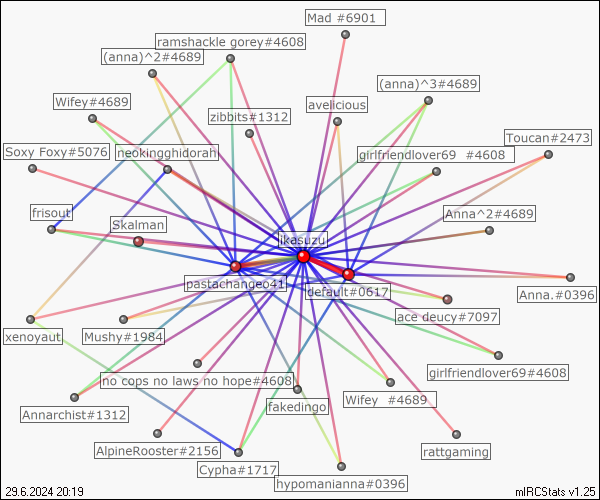 Mad #6901
ramshackle gorey#4608
(anna)^2#4689
(anna)^3#4689
Wifey#4689
avelicious
zibbits#1312
Toucan#2473
Soxy Foxy#5076
neokingghidorah
girlfriendlover69 #4608
frisout
Anna^2#4689
Skalman
ikasuzu
pastachangeo41
default#0617
Anna.#0396
ace deucy#7097
xenoyaut
Mushy#1984
girlfriendlover69#4608
no cops no laws no hope#4608
Wifey #4689
fakedingo
Annarchist#1312
AlpineRooster#2156
rattgaming
Cypha#1717
hypomanianna#0396
29.6.2024 20:19
mIRCStats v1.25